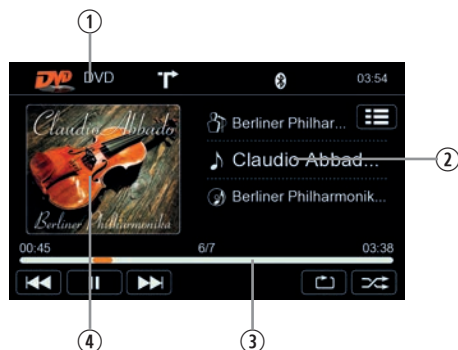 1
DVD DVD 03:54
Claudio Abbado
Berliner Philhar...
Claudio Abbad...
2
Berliner Philharmonik...
Berliner Philharmonika
00:45 6/7 03:38
4 3